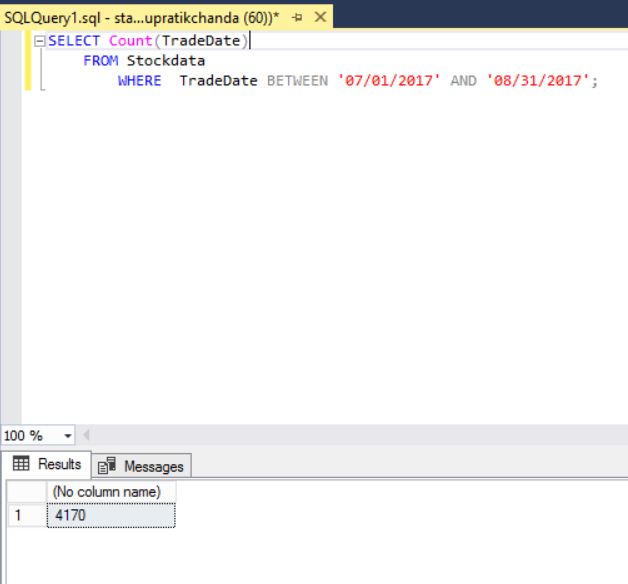 SQLQuery1.sql - sta...upratikchanda (60))*
SELECT Count(TradeDate)
FROM Stockdata
WHERE TradeDate BETWEEN '07/01/2017' AND '08/31/2017';
100 %
Results Messages
(No column name)
1 4170